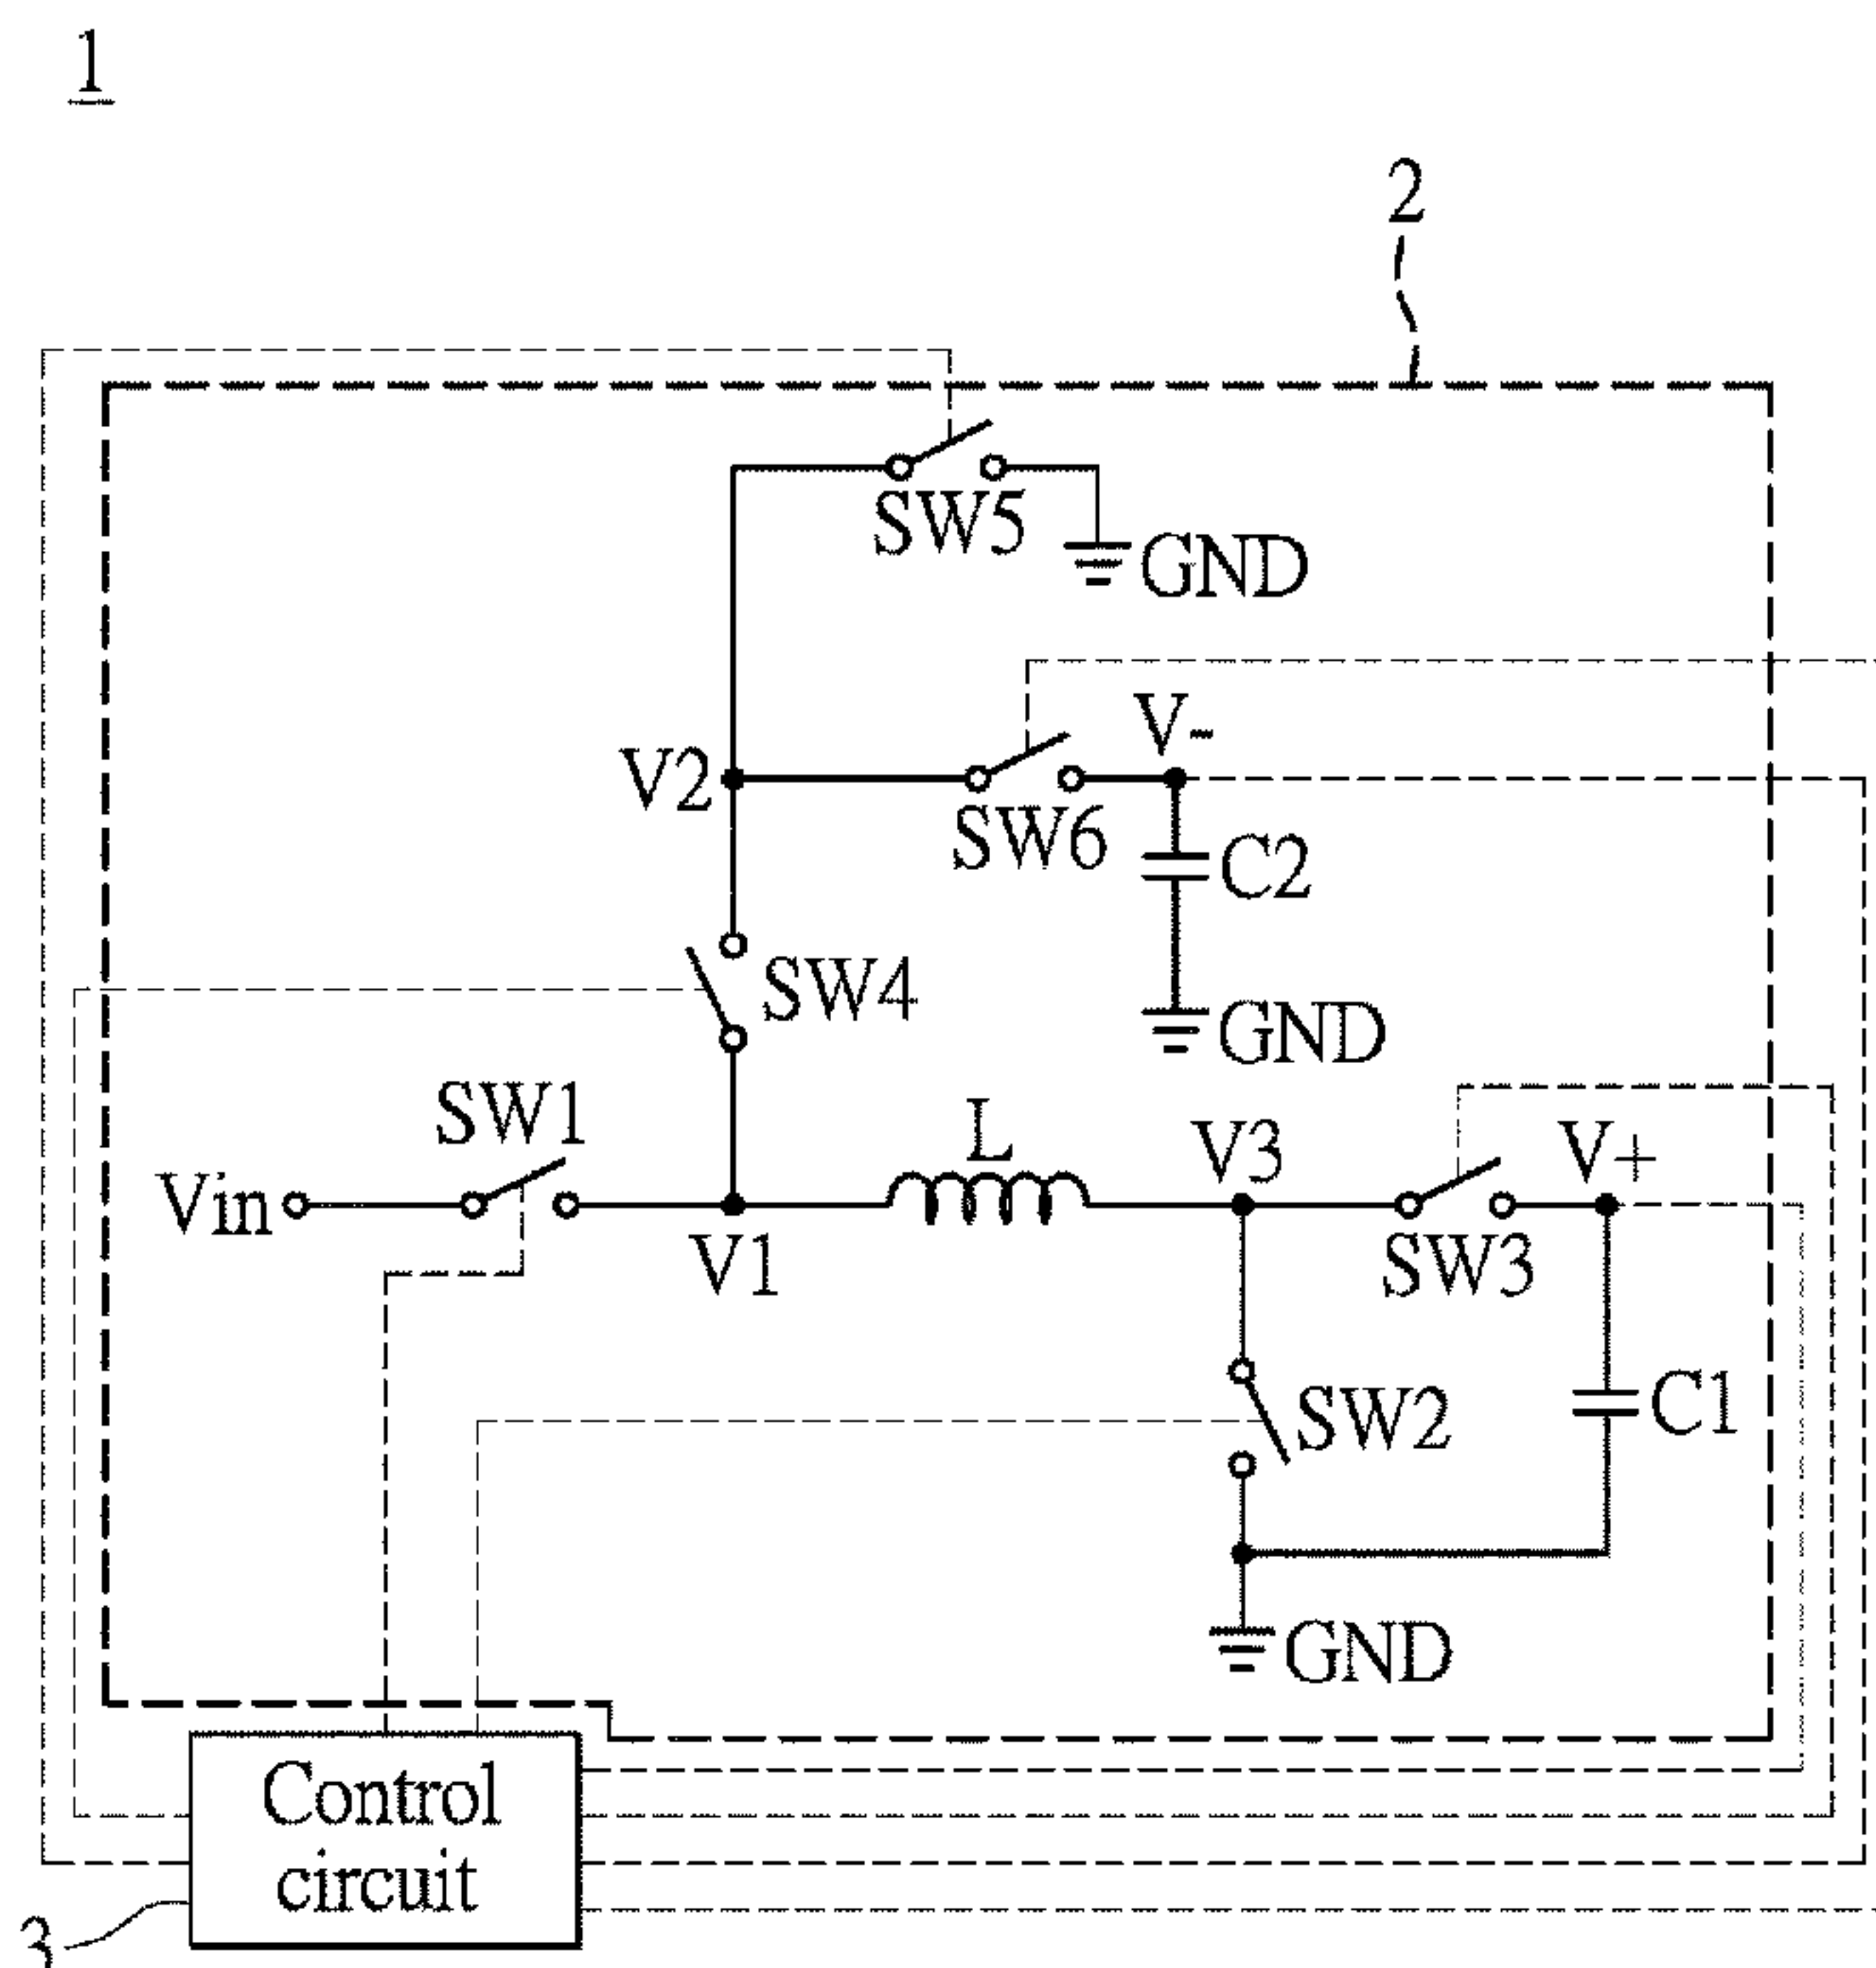 1
2
SW5
GND
V-
V2
SW6
C2
SW4
GND
SW1
L
V3
V+
Vin
V1
SW3
SW2
C1
GND
Control
circuit
3